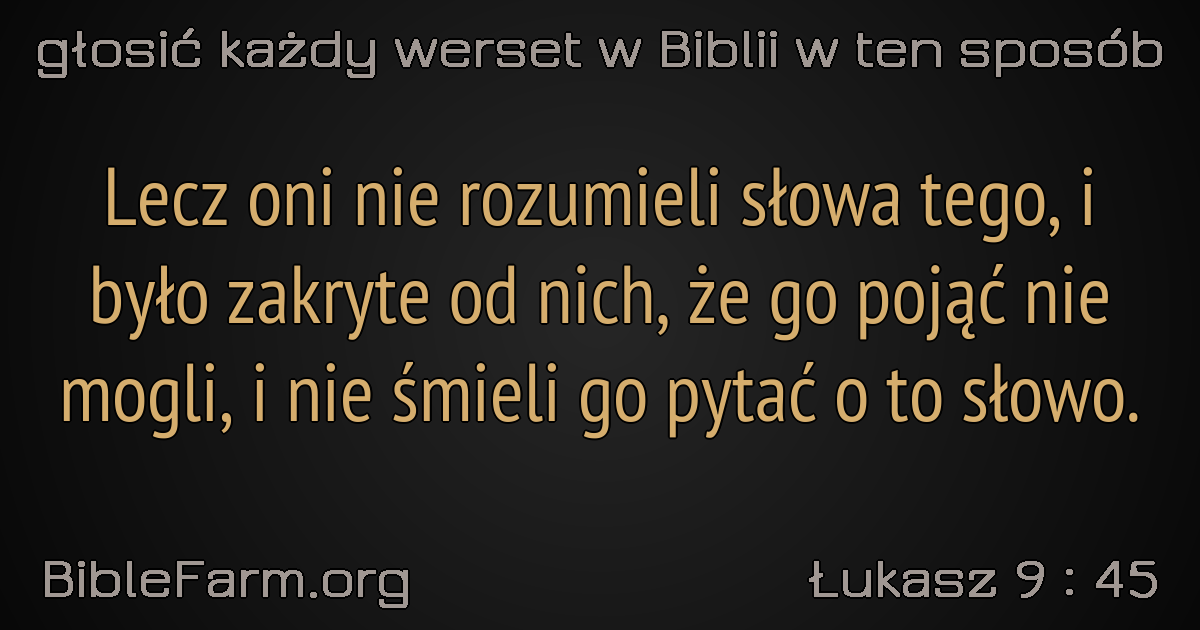 głosić każdy werset w Biblii w ten sposób
Lecz oni nie rozumieli słowa tego, i
było zakryte od nich, że go pojąć nie
mogli, i nie śmieli go pytać o to słowo.
BibleFarm.org
Łukasz 9 : 45